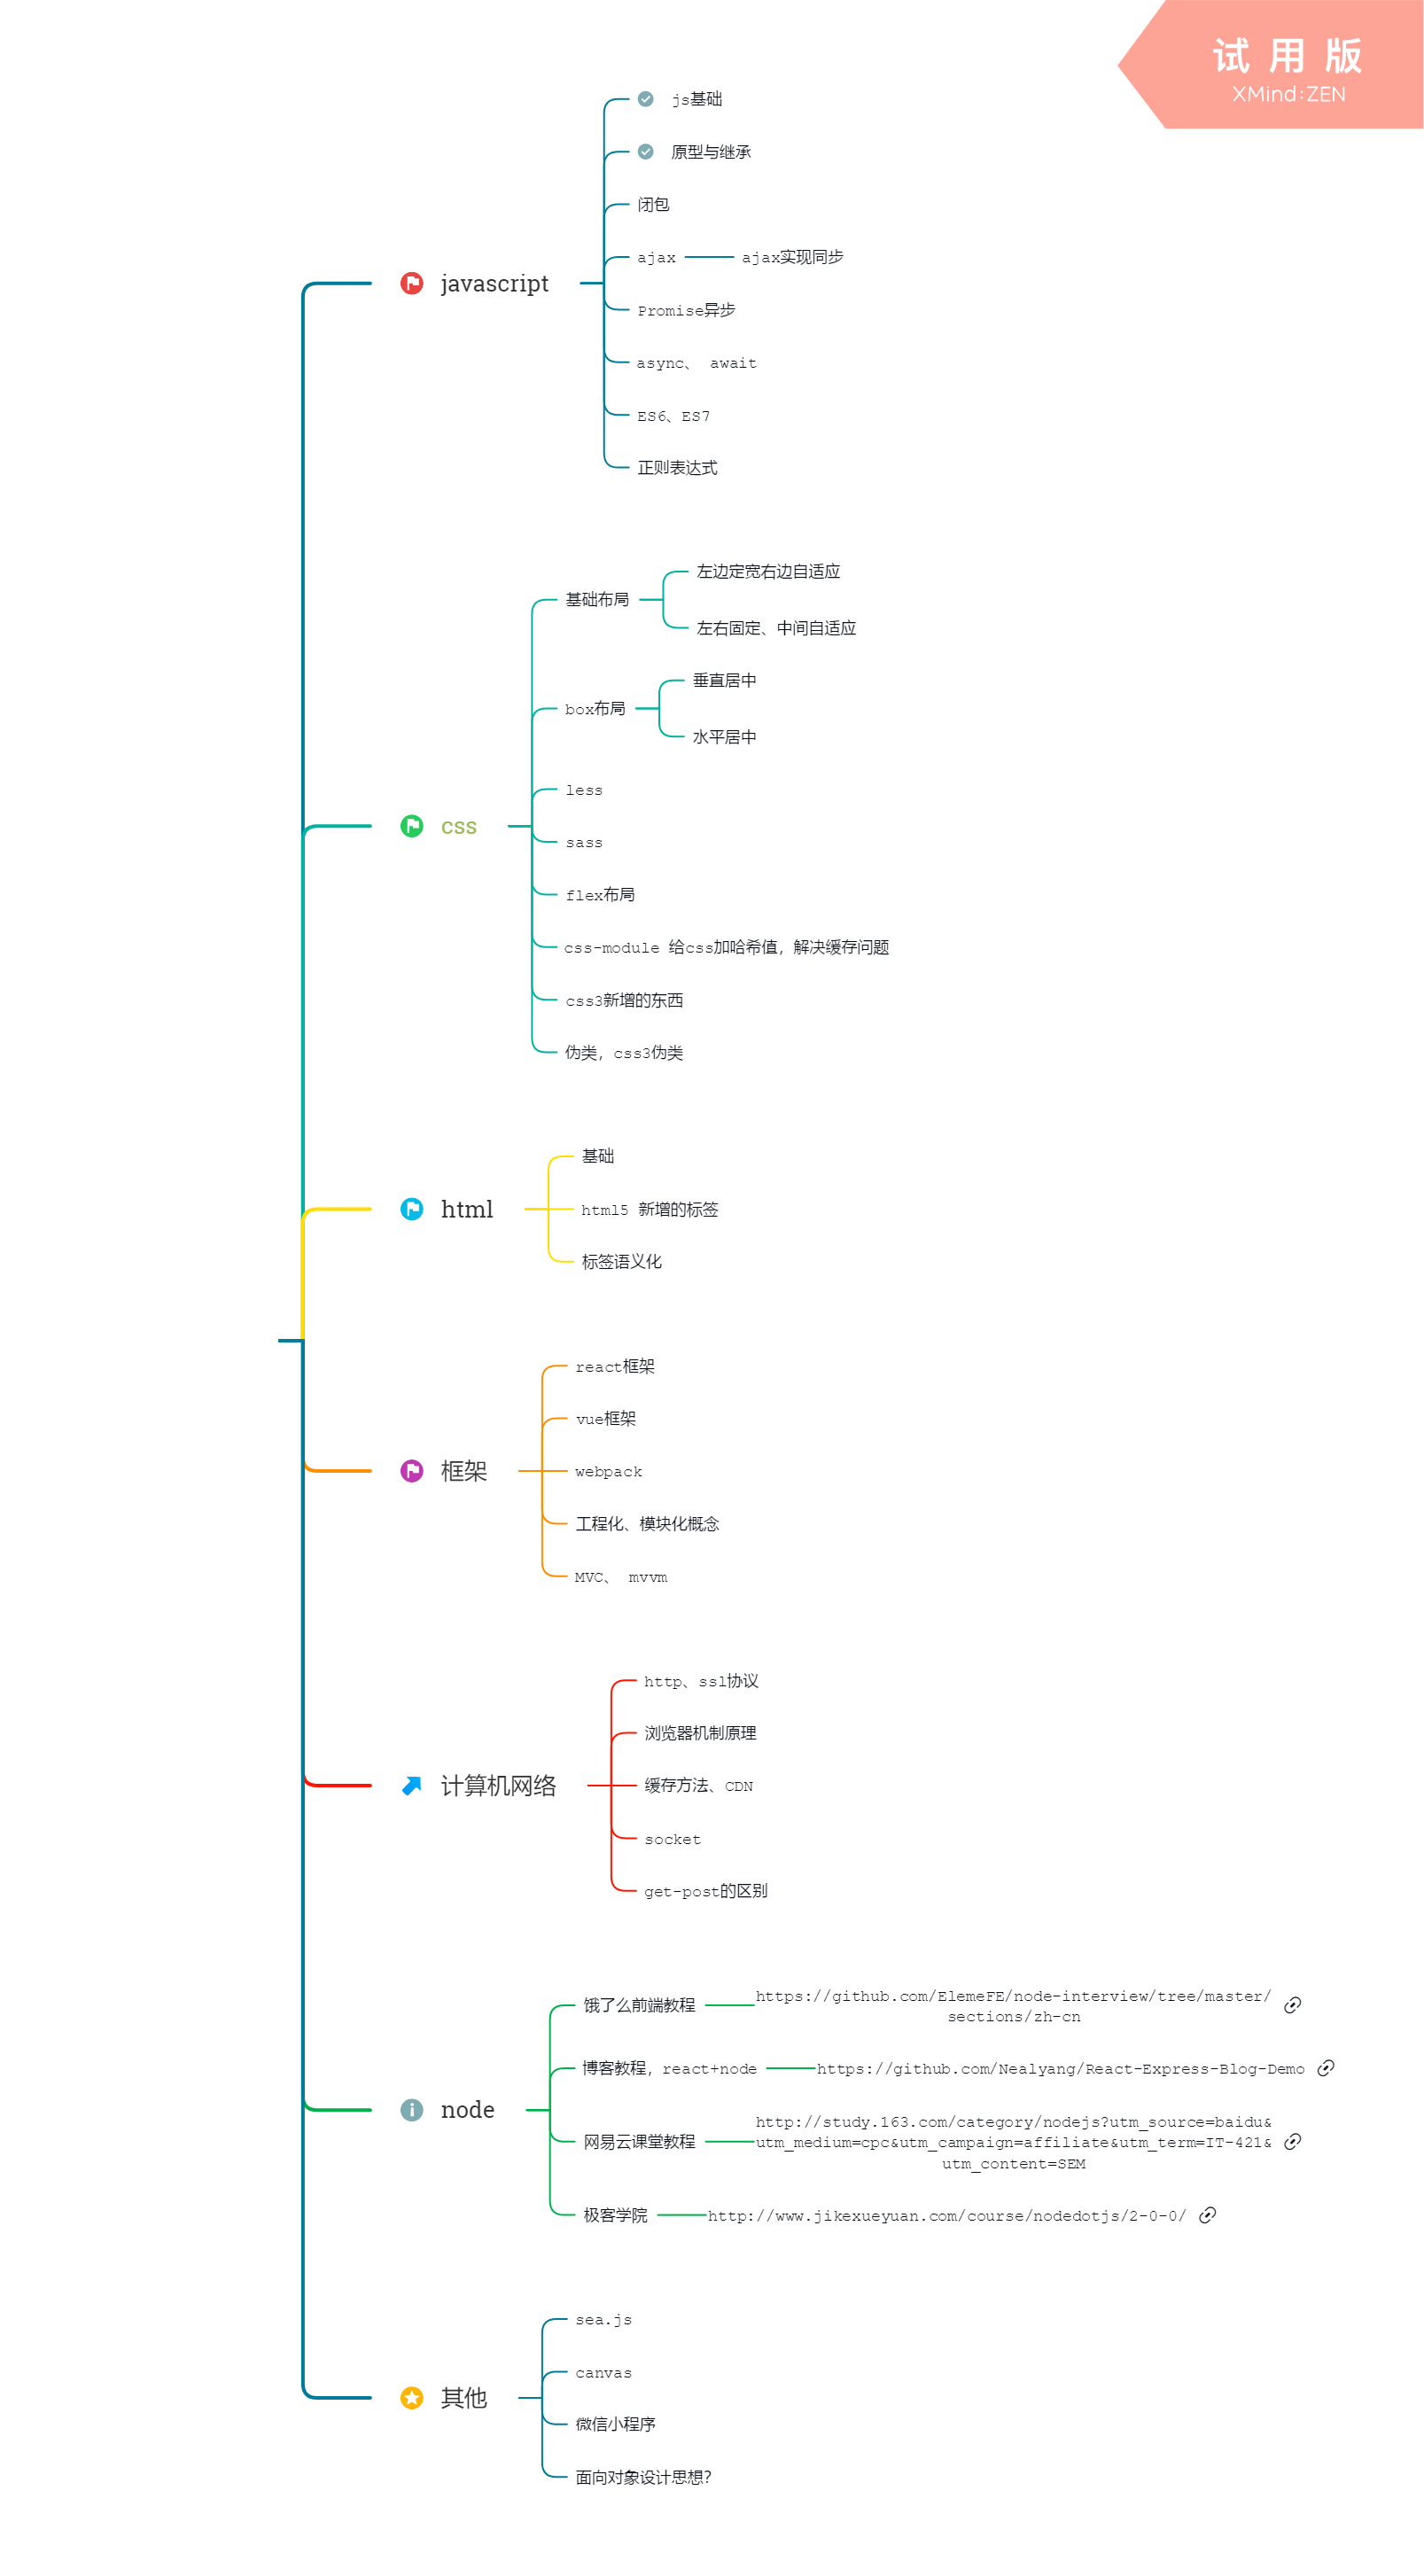 试 用 版
XMind:ZEN
javascript
js基础
原型与继承
闭包
ajax
ajax实现同步
Promise异步
async、 await
ES6、ES7
正则表达式
css
基础布局
左边定宽右边自适应
左右固定、中间自适应
box布局
垂直居中
水平居中
less
sass
flex布局
css-module 给css加哈希值，解决缓存问题
css3新增的东西
伪类，css3伪类
html
基础
html5 新增的标签
标签语义化
框架
react框架
vue框架
webpack
工程化、模块化概念
MVC、 mvvm
计算机网络
http、ssl协议
浏览器机制原理
缓存方法、CDN
socket
get-post的区别
node
饿了么前端教程
https://github.com/ElemeFE/node-interview/tree/master/
sections/zh-cn
博客教程，react+node
https://github.com/Nealyang/React-Express-Blog-Demo
网易云课堂教程
http://study.163.com/category/nodejs?utm_source=baidu&
utm_medium=cpc&utm_campaign=affiliate&utm_term=IT-421&
utm_content=SEM
极客学院
http://www.jikexueyuan.com/course/nodedotjs/2-0-0/
其他
sea.js
canvas
微信小程序
面向对象设计思想？